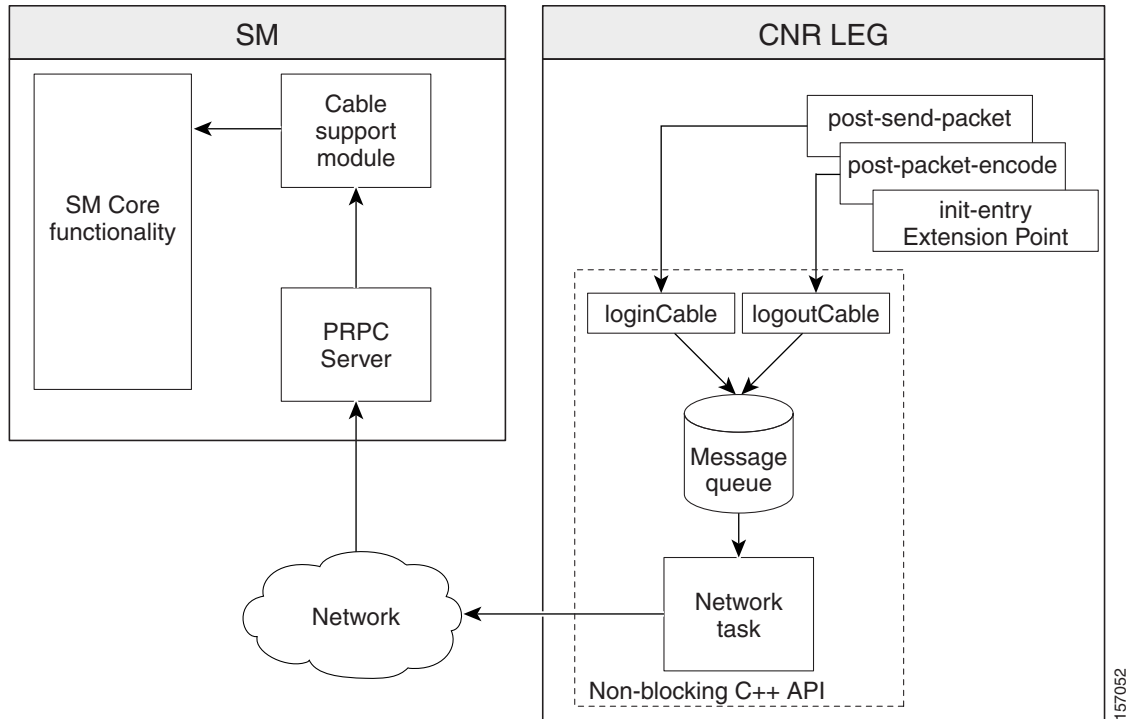 SM
Cable
support
module
SM Core
functionality
PRPC
Server
Network
CNR LEG
post-send-packet
post-packet-encode
init-entry
Extension Point
loginCable
logoutCable
Message
queue
Network
task
Non-blocking C++ API
157052